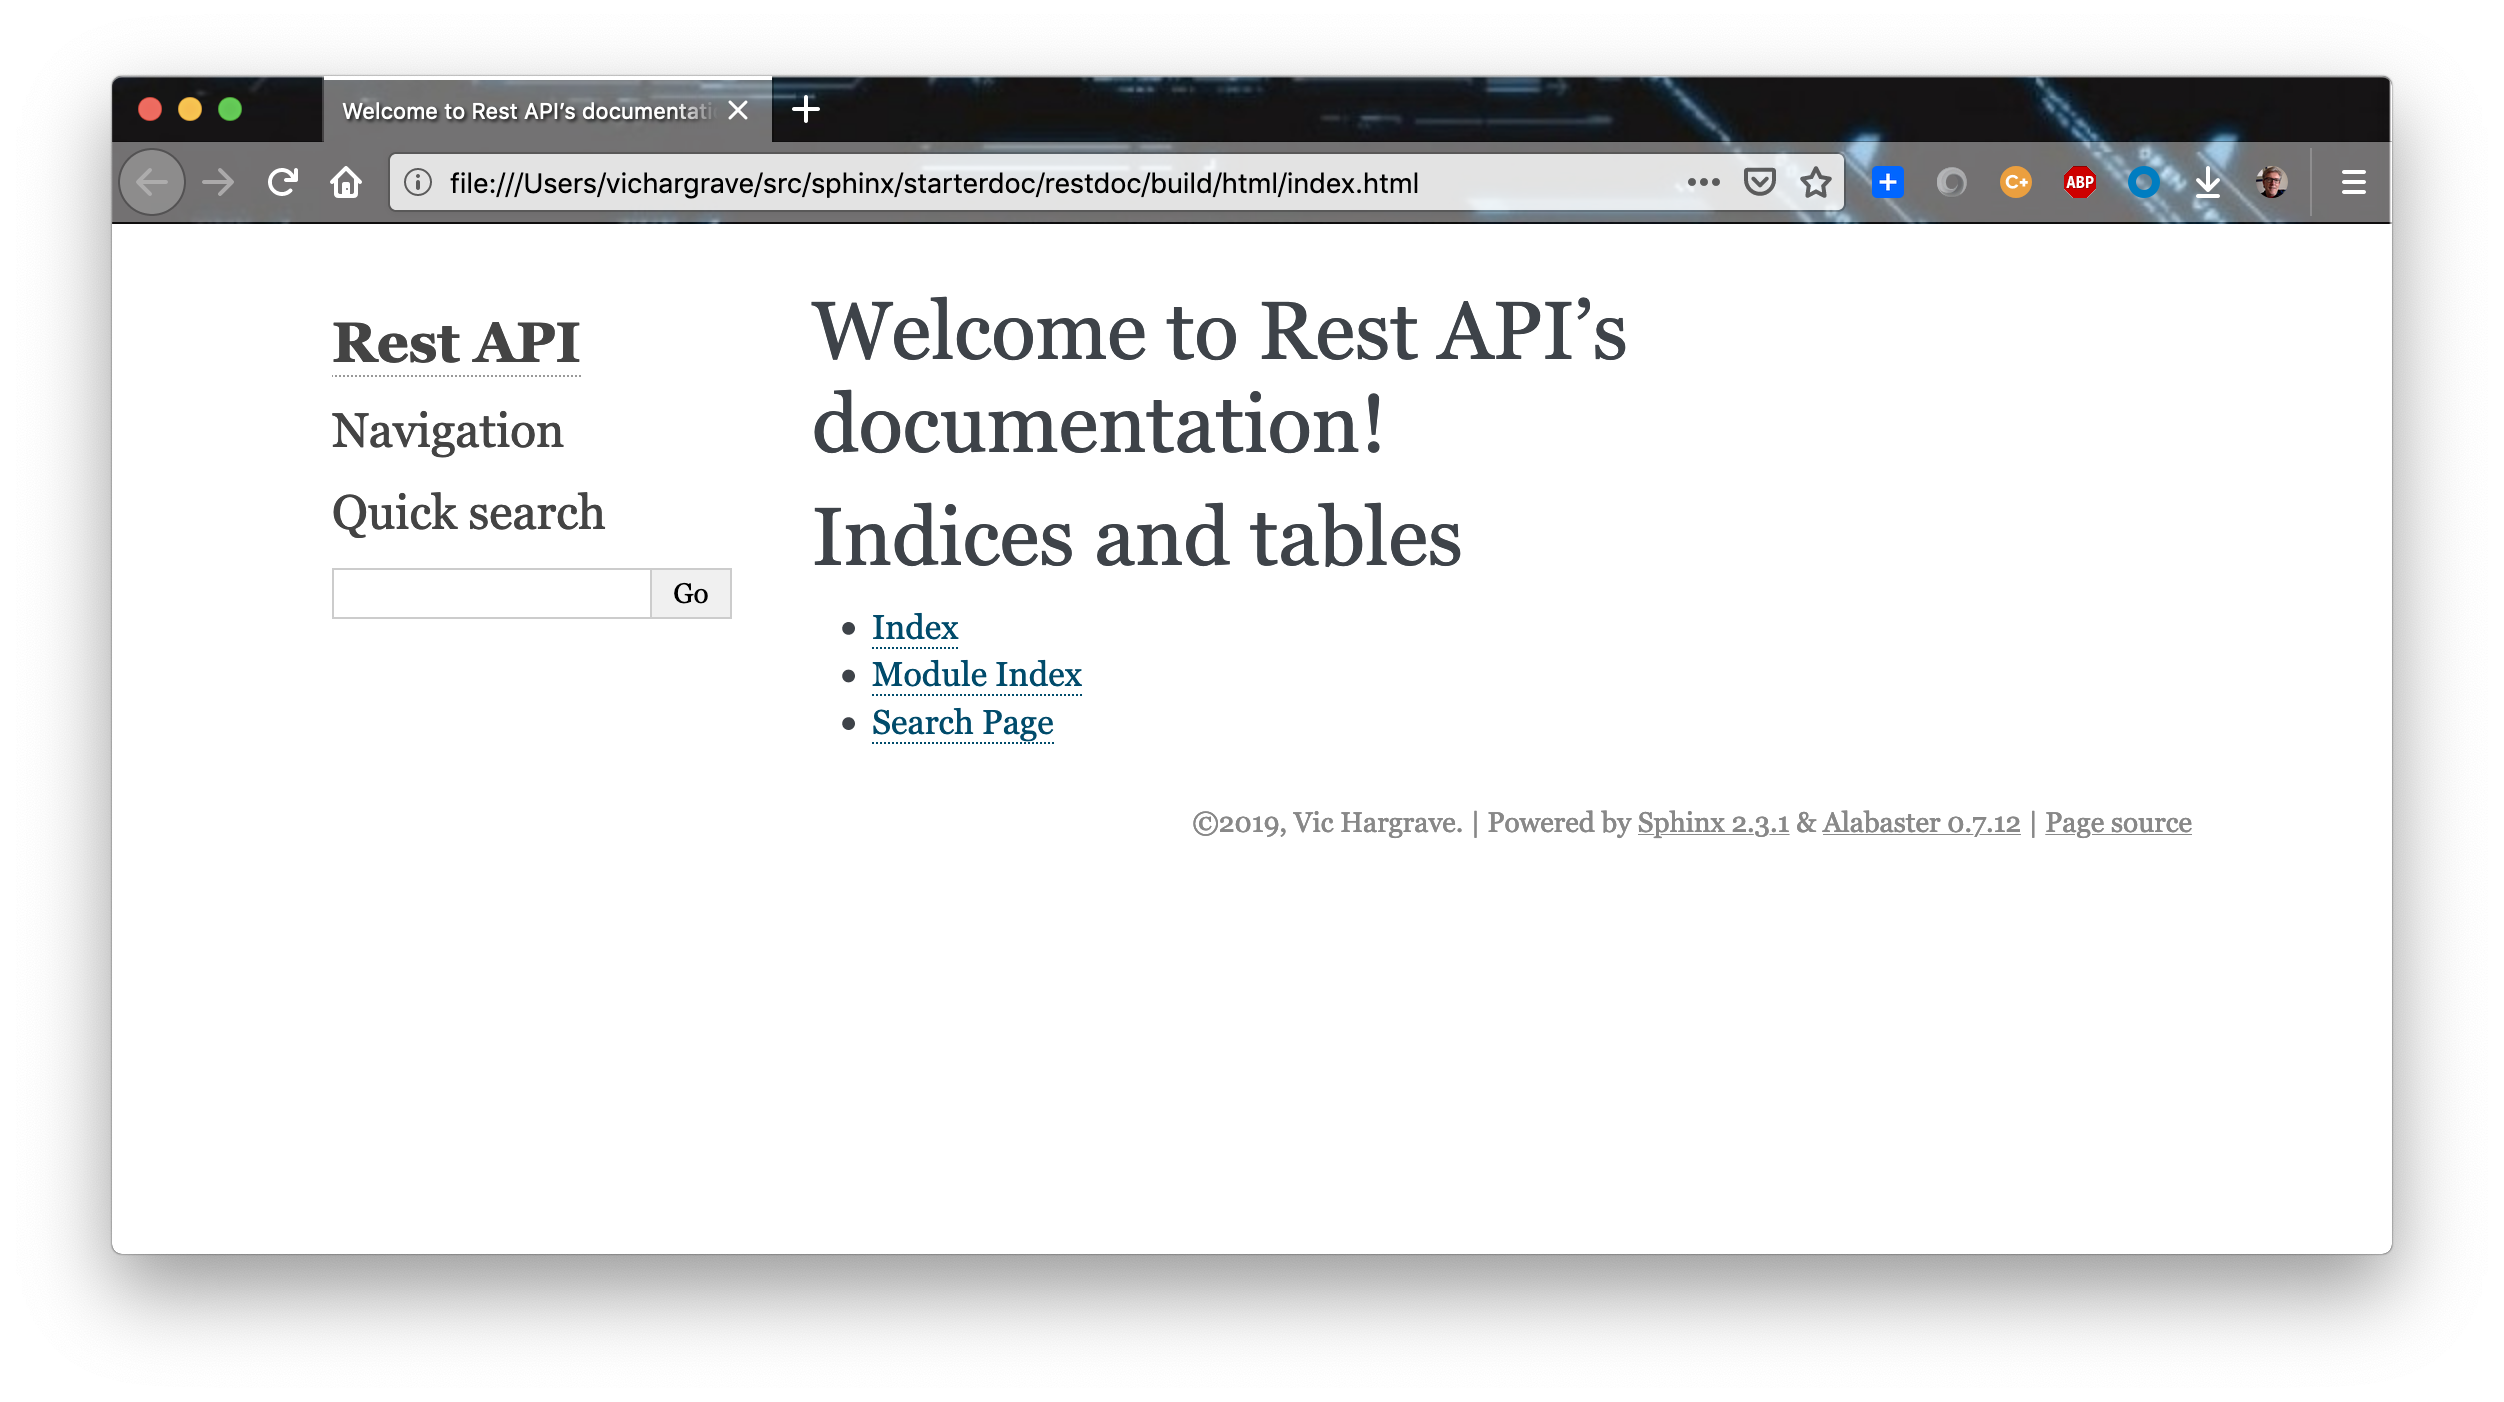 Welcome to Rest API’s documentati
file:///Users/vichargrave/src/sphinx/starterdoc/restdoc/build/html/index.html
C+
ABP
Rest API
Navigation
Quick search
Go
Welcome to Rest API’s
documentation!
Indices and tables
Index
Module Index
Search Page
©2019, Vic Hargrave. | Powered by Sphinx 2.3.1 & Alabaster 0.7.12 | Page source